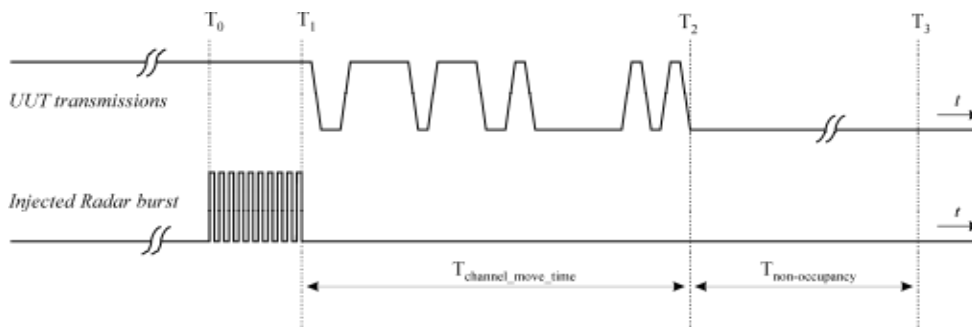 T0 T1 T2 T3
UUT transmissions
t
Injected Radar burst
t
Tchannel_move_time Tnon-occupancy